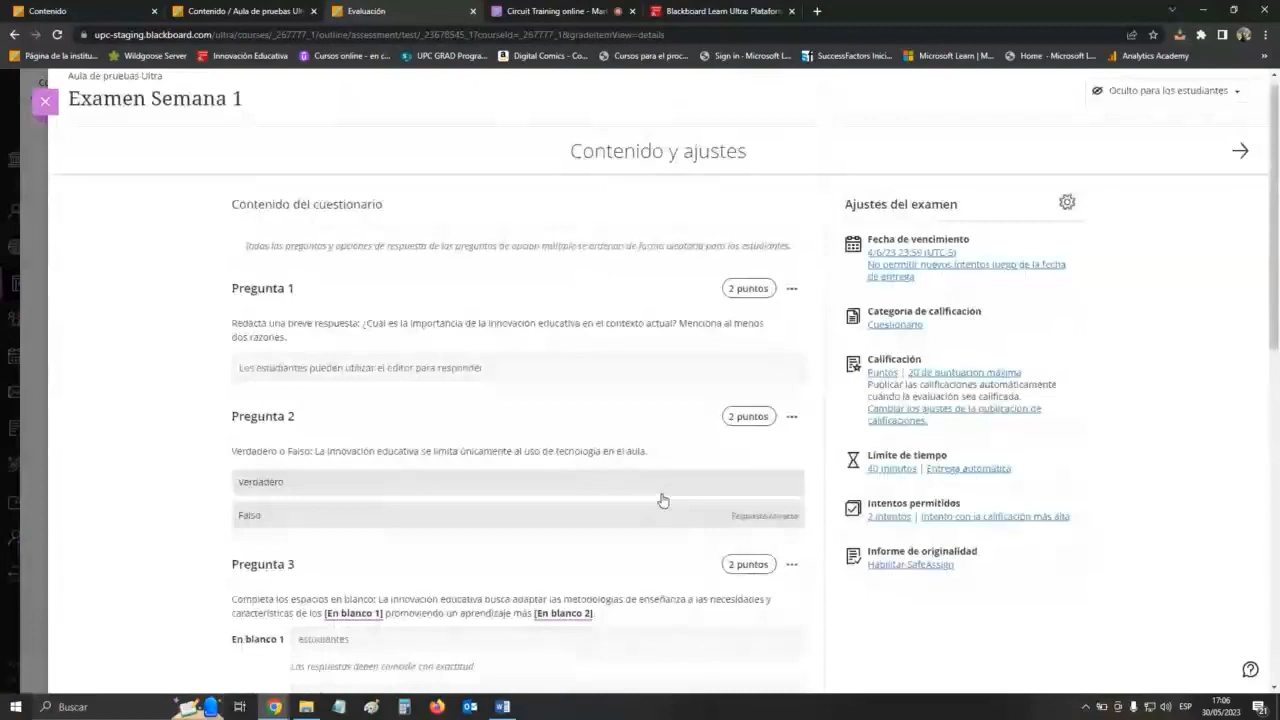 Contenido
Contenido / Aula de pruebas Ult
Evaluación
Circuit Training online - Mar
Blackboard Learn Ultra: Platafor
upc-staging.blackboard.com/ultra/courses/_267777_1/outline/assessment/test/_23678545_1?courseId=_267777_1&gradeitemView=details
Página de la institu...
Wildgoose
Innovación Educativa
Cursos online - en c...
UPC GRAD Progra...
Digital Comics - Co...
Cursos para el proc...
Sign in - Microsoft L...
SuccessFactors Inici...
Microsoft Learn | M...
Home - Microsoft L...
Analytics Academy
Aula de pruebas Ultra
Examen Semana 1
Oculto para los estudiantes
Contenido y ajustes
Contenido del cuestionario
Todas las preguntas y opciones de respuesta de las preguntas de opción múltiple se ordenan de forma aleatoria para los estudiantes.
Pregunta 1
2 puntos
Redacta una breve respuesta: ¿Cuál es la importancia de la innovación educativa en el contexto actual? Menciona al menos
dos razones.
Los estudiantes pueden utilizar el editor para responder
Pregunta 2
2 puntos
Verdadero o Falso: La innovación educativa se limita únicamente al uso de tecnología en el aula.
Verdadero
Falso
Respuesta correcta
Pregunta 3
2 puntos
Completa los espacios en blanco: La innovación educativa busca adaptar las metodologías de enseñanza a las necesidades y
características de los [En blanco 1] promoviendo un aprendizaje más [En blanco 2].
En blanco 1
estudiantes
Las respuestas deben coincidir con exactitud
Ajustes del examen
Fecha de vencimiento
4/6/23 23:59 (UTC-5)
No permitir nuevos intentos luego de la fecha
de entrega
Categoría de calificación
Cuestionario
Calificación
Puntos | 20 de puntuación máxima
Publicar las calificaciones automáticamente
cuando la evaluación sea calificada.
Cambiar los ajustes de la publicación de
calificaciones.
Límite de tiempo
40 minutos | Entrega automática
Intentos permitidos
2 intentos | Intento con la calificación más alta
Informe de originalidad
Habilitar SafeAssign
Buscar
ESP
17:06
30/05/2023
21